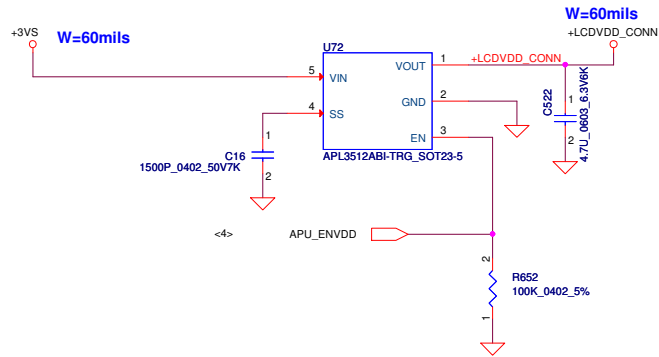 W=60mils
+3VS
W=60mils
+LCDVDD_CONN
U72
5
VIN
VOUT
1
+LCDVDD_CONN
4
SS
GND
2
EN
3
APL3512ABI-TRG_SOT23-5
1
C16
1500P_0402_50V7K
2
C522
1
4.7U_0603_6.3V6K
2
<4>
APU_ENVDD
2
R652
100K_0402_5%
1